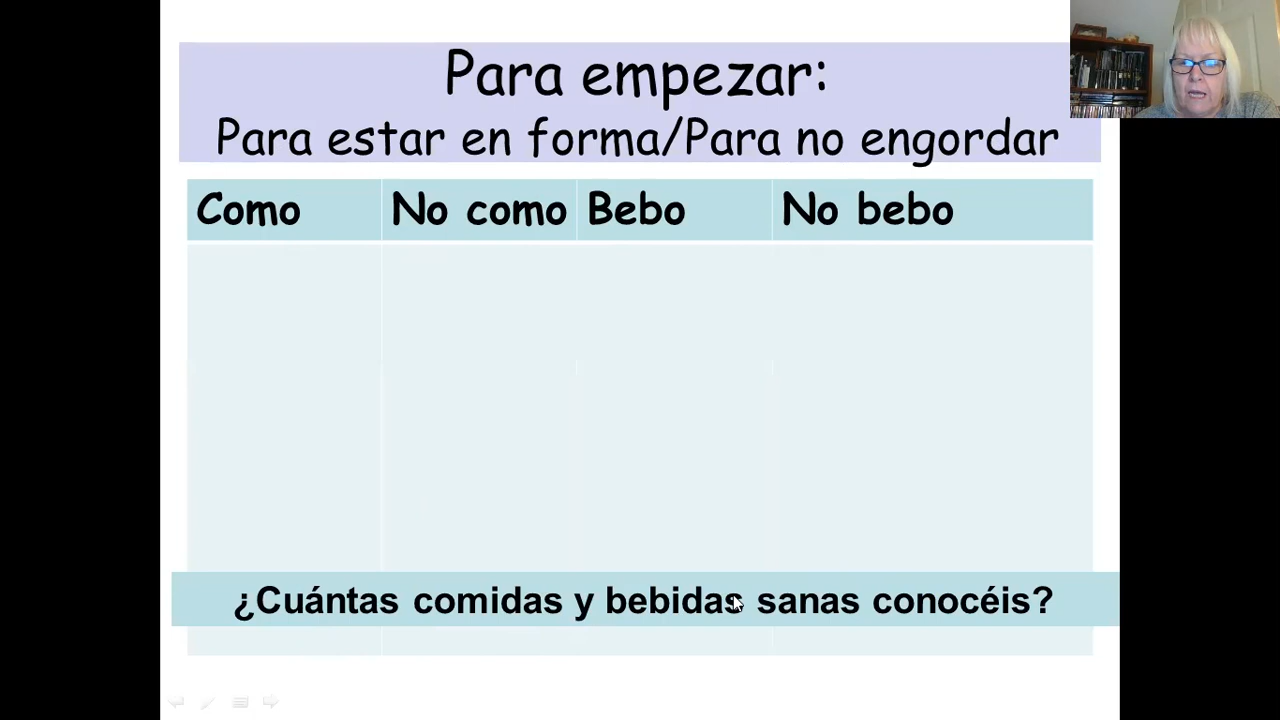 Para empezar:
Para estar en forma/Para no engordar
Como No como Bebo No bebo
¿Cuántas comidas y bebidas sanas conocéis?